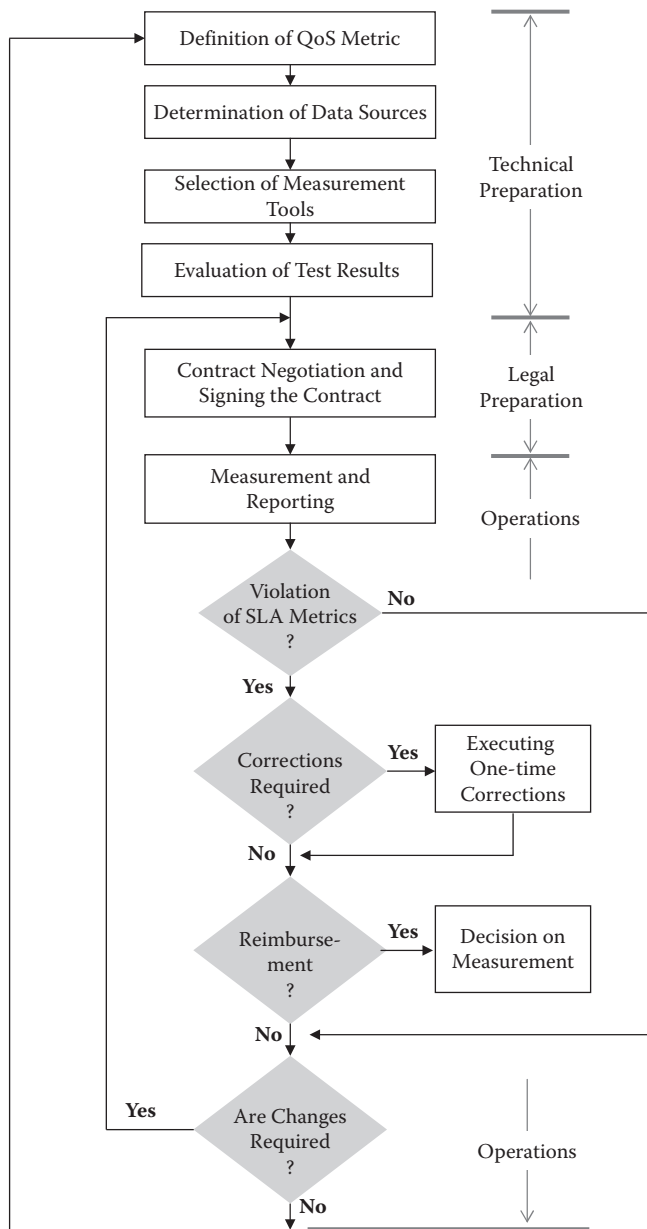 Definition of QoS Metric
Determination of Data Sources
Selection of Measurement
Tools
Evaluation of Test Results
Technical
Preparation
Contract Negotiation and
Signing the Contract
Legal
Preparation
Measurement and
Reporting
Operations
Violation
of SLA Metrics
?
No
Yes
Corrections
Required
?
Yes
Executing
One-time
Corrections
No
Reimburse-
ment
?
Yes
Decision on
Measurement
No
Are Changes
Required
?
Yes
Operations
No